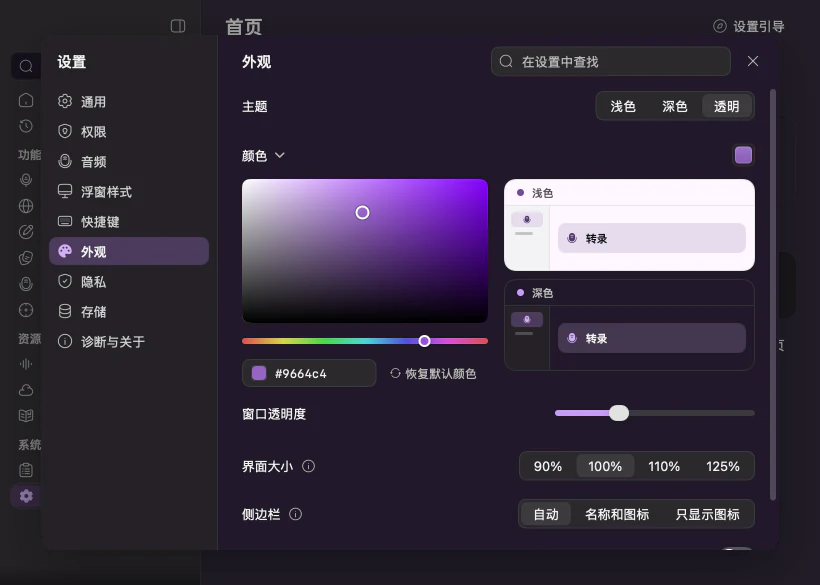 首页
设置引导
功能
资源
系统
页
设置
通用
权限
音频
浮窗样式
快捷键
外观
隐私
存储
诊断与关于
外观
在设置中查找
主题
浅色 深色 透明
颜色
浅色
转录
深色
转录
#9664c4
恢复默认颜色
窗口透明度
界面大小
90% 100% 110% 125%
侧边栏
自动 名称和图标 只显示图标